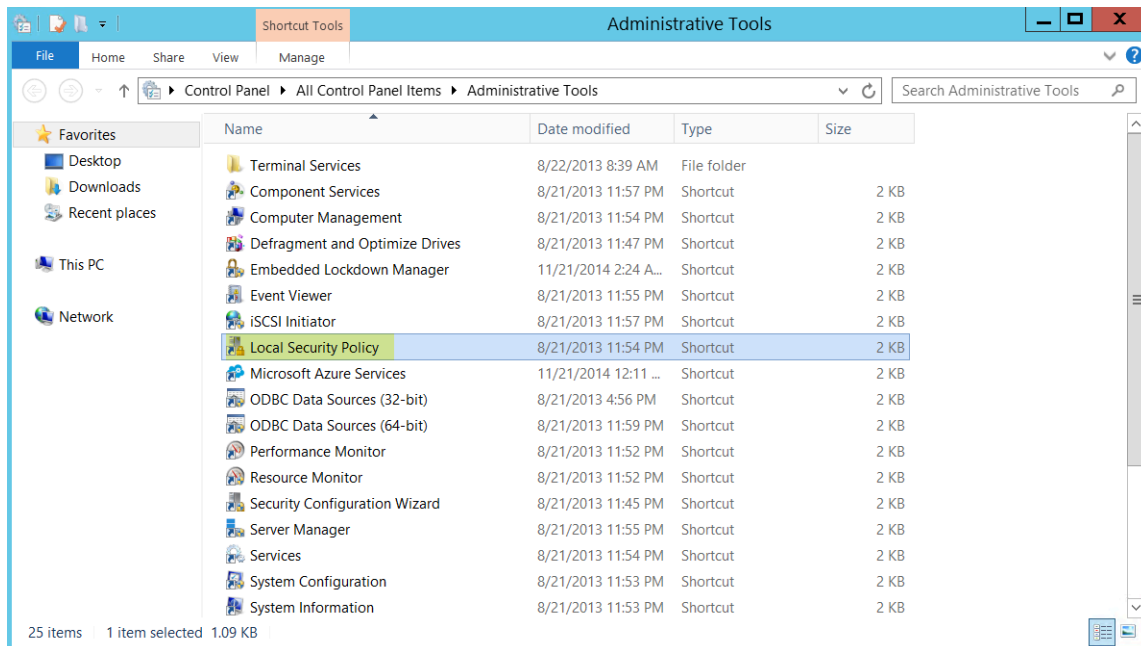 Shortcut Tools Administrative Tools
File Home Share View Manage
Control Panel All Control Panel Items Administrative Tools Search Administrative Tools
Name Date modified Type Size
Favorites
Desktop
Downloads
Recent places
This PC
Network
Terminal Services 8/22/2013 8:39 AM File folder
Component Services 8/21/2013 11:57 PM Shortcut 2 KB
Computer Management 8/21/2013 11:54 PM Shortcut 2 KB
Defragment and Optimize Drives 8/21/2013 11:47 PM Shortcut 2 KB
Embedded Lockdown Manager 11/21/2014 2:24 A... Shortcut 2 KB
Event Viewer 8/21/2013 11:55 PM Shortcut 2 KB
iSCSI Initiator 8/21/2013 11:57 PM Shortcut 2 KB
Local Security Policy 8/21/2013 11:54 PM Shortcut 2 KB
Microsoft Azure Services 11/21/2014 12:11 ... Shortcut 2 KB
ODBC Data Sources (32-bit) 8/21/2013 4:56 PM Shortcut 2 KB
ODBC Data Sources (64-bit) 8/21/2013 11:59 PM Shortcut 2 KB
Performance Monitor 8/21/2013 11:52 PM Shortcut 2 KB
Resource Monitor 8/21/2013 11:52 PM Shortcut 2 KB
Security Configuration Wizard 8/21/2013 11:45 PM Shortcut 2 KB
Server Manager 8/21/2013 11:55 PM Shortcut 2 KB
Services 8/21/2013 11:54 PM Shortcut 2 KB
System Configuration 8/21/2013 11:53 PM Shortcut 2 KB
System Information 8/21/2013 11:53 PM Shortcut 2 KB
25 items 1 item selected 1.09 KB